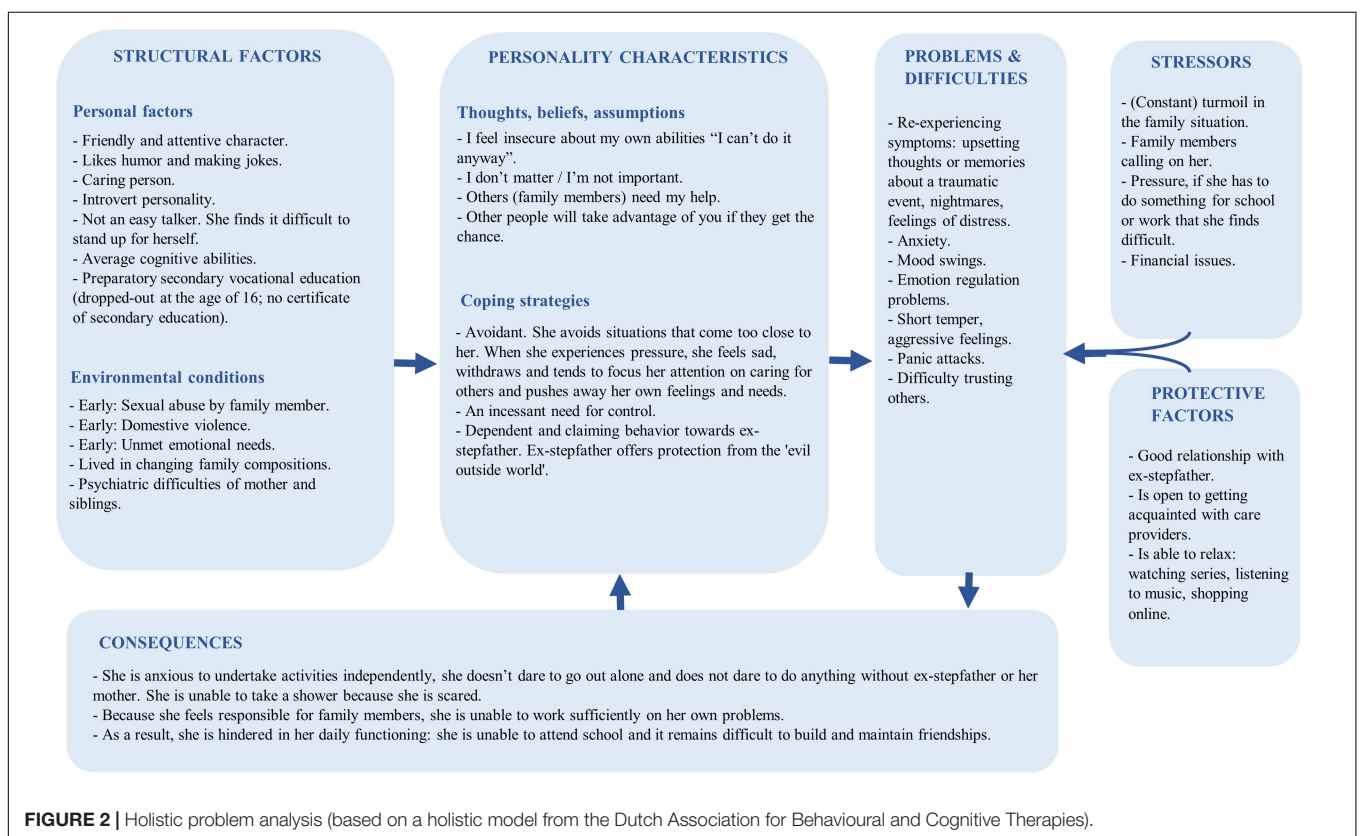 STRUCTURAL FACTORS
Personal factors
- Friendly and attentive character.
- Likes humor and making jokes.
- Caring person.
- Introvert personality.
- Not an easy talker. She finds it difficult to
stand up for herself.
- Average cognitive abilities.
- Preparatory secondary vocational education
(dropped-out at the age of 16; no certificate
of secondary education).
Environmental conditions
- Early: Sexual abuse by family member.
- Early: Domestic violence.
- Early: Unmet emotional needs.
- Lived in changing family compositions.
- Psychiatric difficulties of mother and
siblings.
PERSONALITY CHARACTERISTICS
Thoughts, beliefs, assumptions
- I feel insecure about my own abilities “I can’t do it
anyway”.
- I don’t matter / I’m not important.
- Others (family members) need my help.
- Other people will take advantage of you if they get the
chance.
Coping strategies
- Avoidant. She avoids situations that come too close to
her. When she experiences pressure, she feels sad,
withdraws and tends to focus her attention on caring for
others and pushes away her own feelings and needs.
- An incessant need for control.
- Dependent and claiming behavior towards ex-
stepfather. Ex-stepfather offers protection from the 'evil
outside world'.
PROBLEMS &
DIFFICULTIES
- Re-experiencing
symptoms: upsetting
thoughts or memories
about a traumatic
event, nightmares,
feelings of distress.
- Anxiety.
- Mood swings.
- Emotion regulation
problems.
- Short temper,
aggressive feelings.
- Panic attacks.
- Difficulty trusting
others.
STRESSORS
- (Constant) turmoil in
the family situation.
- Family members
calling on her.
- Pressure, if she has to
do something for school
or work that she finds
difficult.
- Financial issues.
PROTECTIVE
FACTORS
- Good relationship with
ex-stepfather.
- Is open to getting
acquainted with care
providers.
- Is able to relax:
watching series, listening
to music, shopping
online.
CONSEQUENCES
- She is anxious to undertake activities independently, she doesn’t dare to go out alone and does not dare to do anything without ex-stepfather or her
mother. She is unable to take a shower because she is scared.
- Because she feels responsible for family members, she is unable to work sufficiently on her own problems.
- As a result, she is hindered in her daily functioning: she is unable to attend school and it remains difficult to build and maintain friendships.
FIGURE 2 | Holistic problem analysis (based on a holistic model from the Dutch Association for Behavioural and Cognitive Therapies).